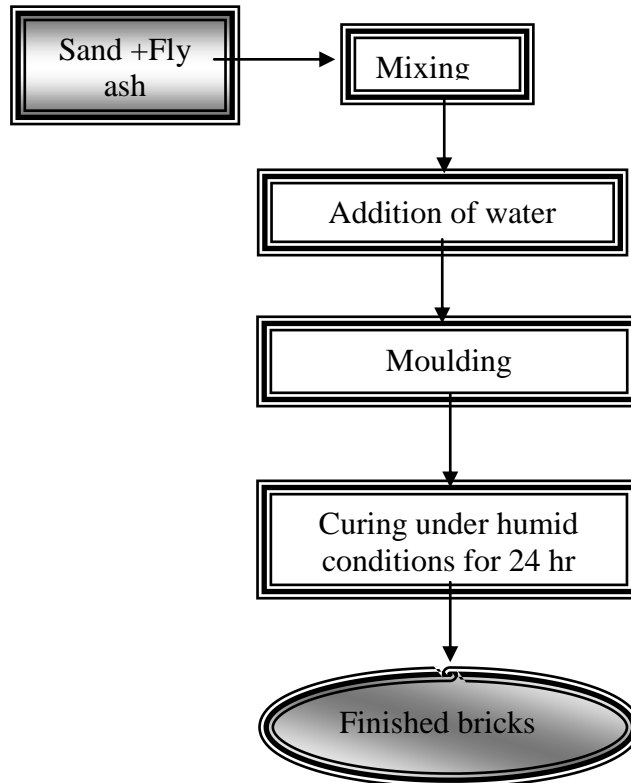 Sand +Fly
ash
Mixing
Addition of water
Moulding
Curing under humid
conditions for 24 hr
Finished bricks